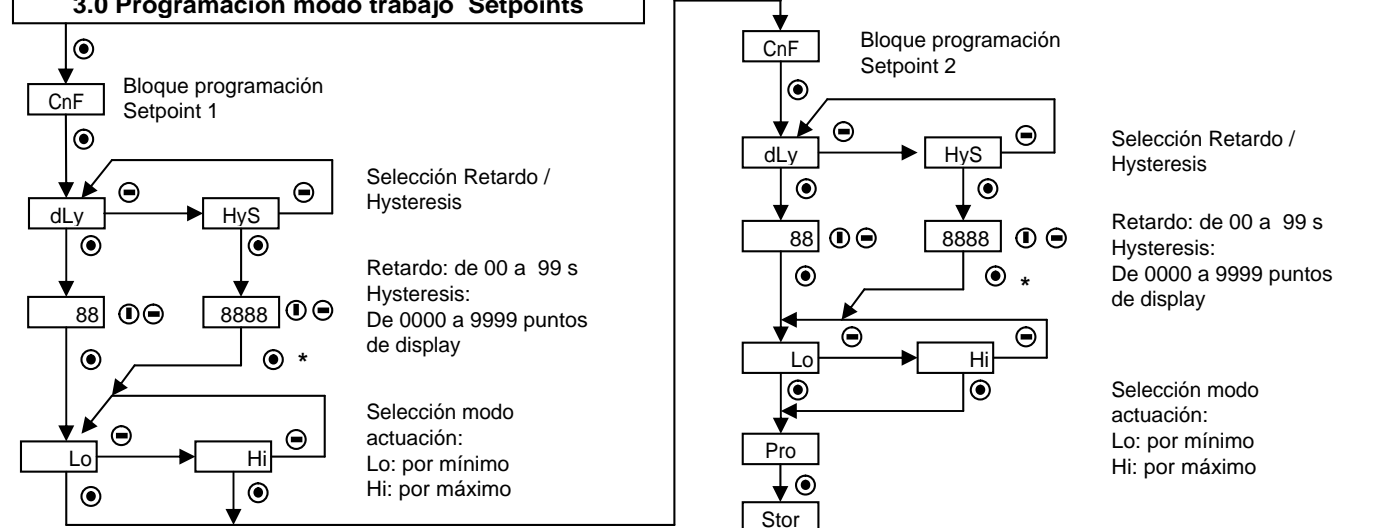 3.0 Programación modo trabajo Setpoints
CnF
Bloque programación
Setpoint 1
dLy
HyS
Selección Retardo /
Hysteresis
88
8888
Retardo: de 00 a 99 s
Hysteresis:
De 0000 a 9999 puntos
de display
*
Lo
Hi
Selección modo
actuación:
Lo: por mínimo
Hi: por máximo
CnF
Bloque programación
Setpoint 2
dLy
HyS
Selección Retardo /
Hysteresis
88
8888
Retardo: de 00 a 99 s
Hysteresis:
De 0000 a 9999 puntos
de display
*
Lo
Hi
Selección modo
actuación:
Lo: por mínimo
Hi: por máximo
Pro
Stor